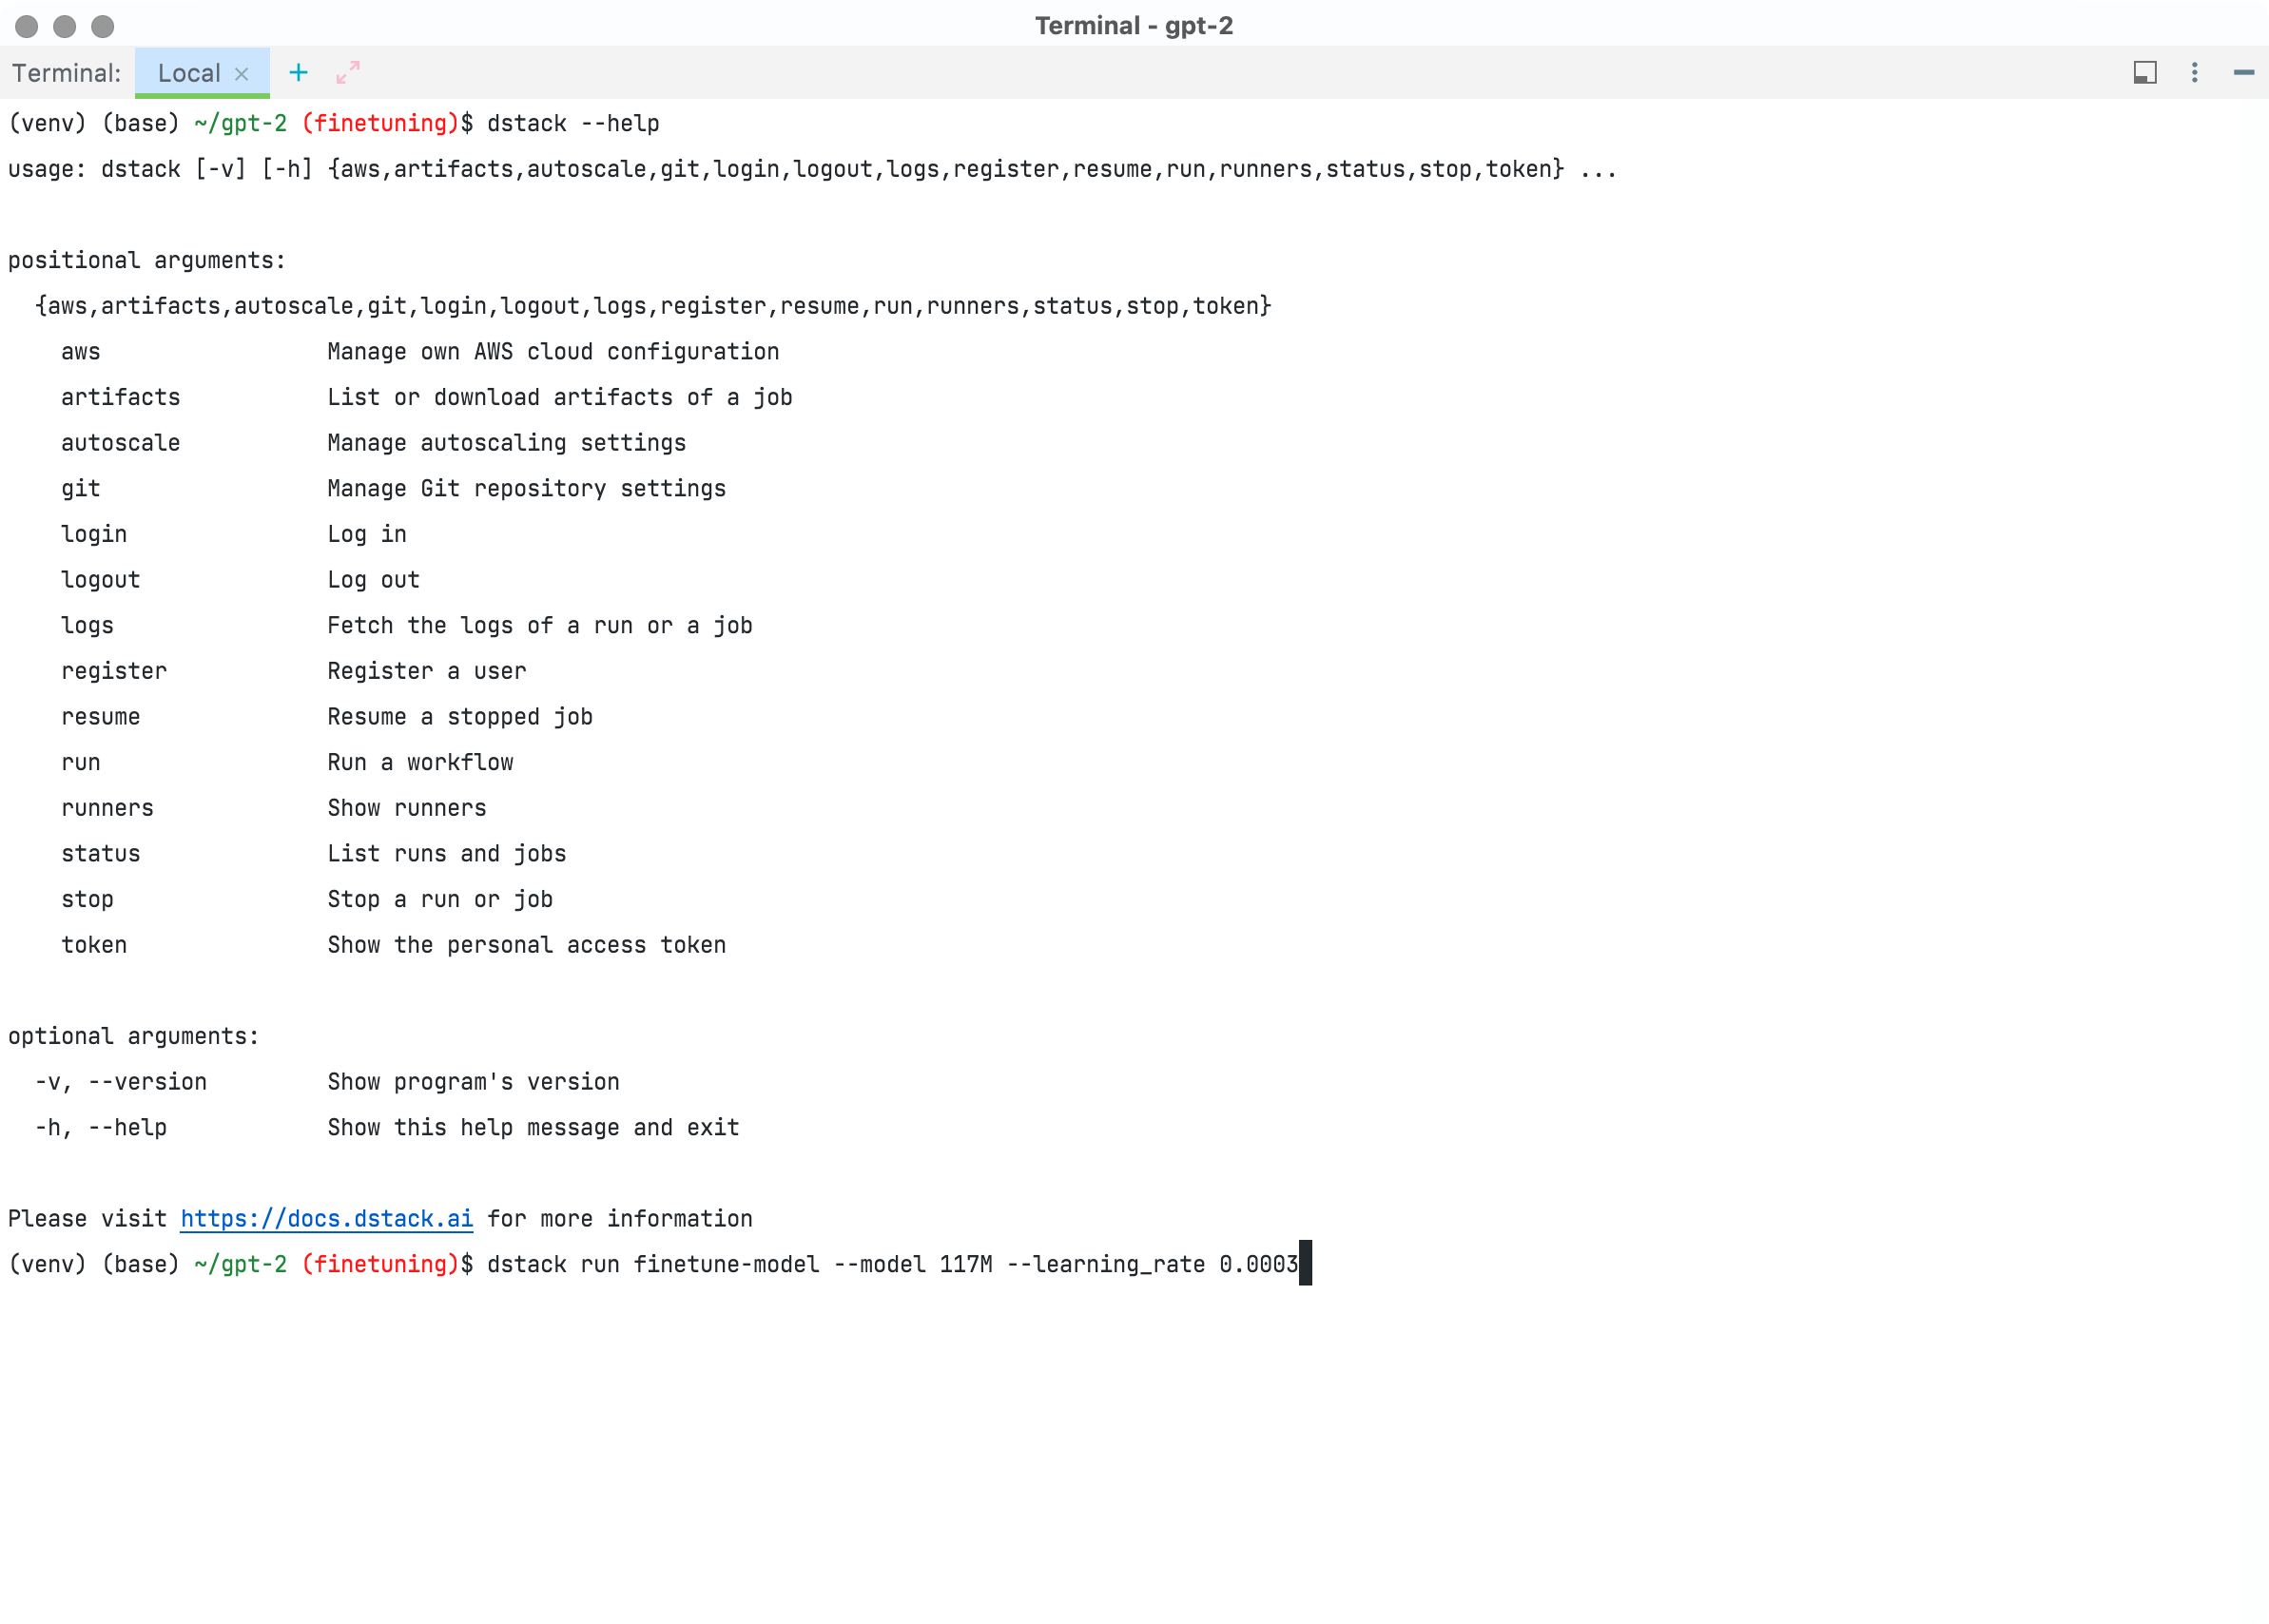 Terminal - gpt-2
Terminal: Local × +
(venv) (base) ~/gpt-2 (finetuning)$ dstack --help
usage: dstack [-v] [-h] {aws,artifacts,autoscale,git,login,logout,logs,register,resume,run,runners,status,stop,token} ...
positional arguments:
{aws,artifacts,autoscale,git,login,logout,logs,register,resume,run,runners,status,stop,token}
aws Manage own AWS cloud configuration
artifacts List or download artifacts of a job
autoscale Manage autoscaling settings
git Manage Git repository settings
login Log in
logout Log out
logs Fetch the logs of a run or a job
register Register a user
resume Resume a stopped job
run Run a workflow
runners Show runners
status List runs and jobs
stop Stop a run or job
token Show the personal access token
optional arguments:
-v, --version Show program's version
-h, --help Show this help message and exit
Please visit https://docs.dstack.ai for more information
(venv) (base) ~/gpt-2 (finetuning)$ dstack run finetune-model --model 117M --learning_rate 0.0003